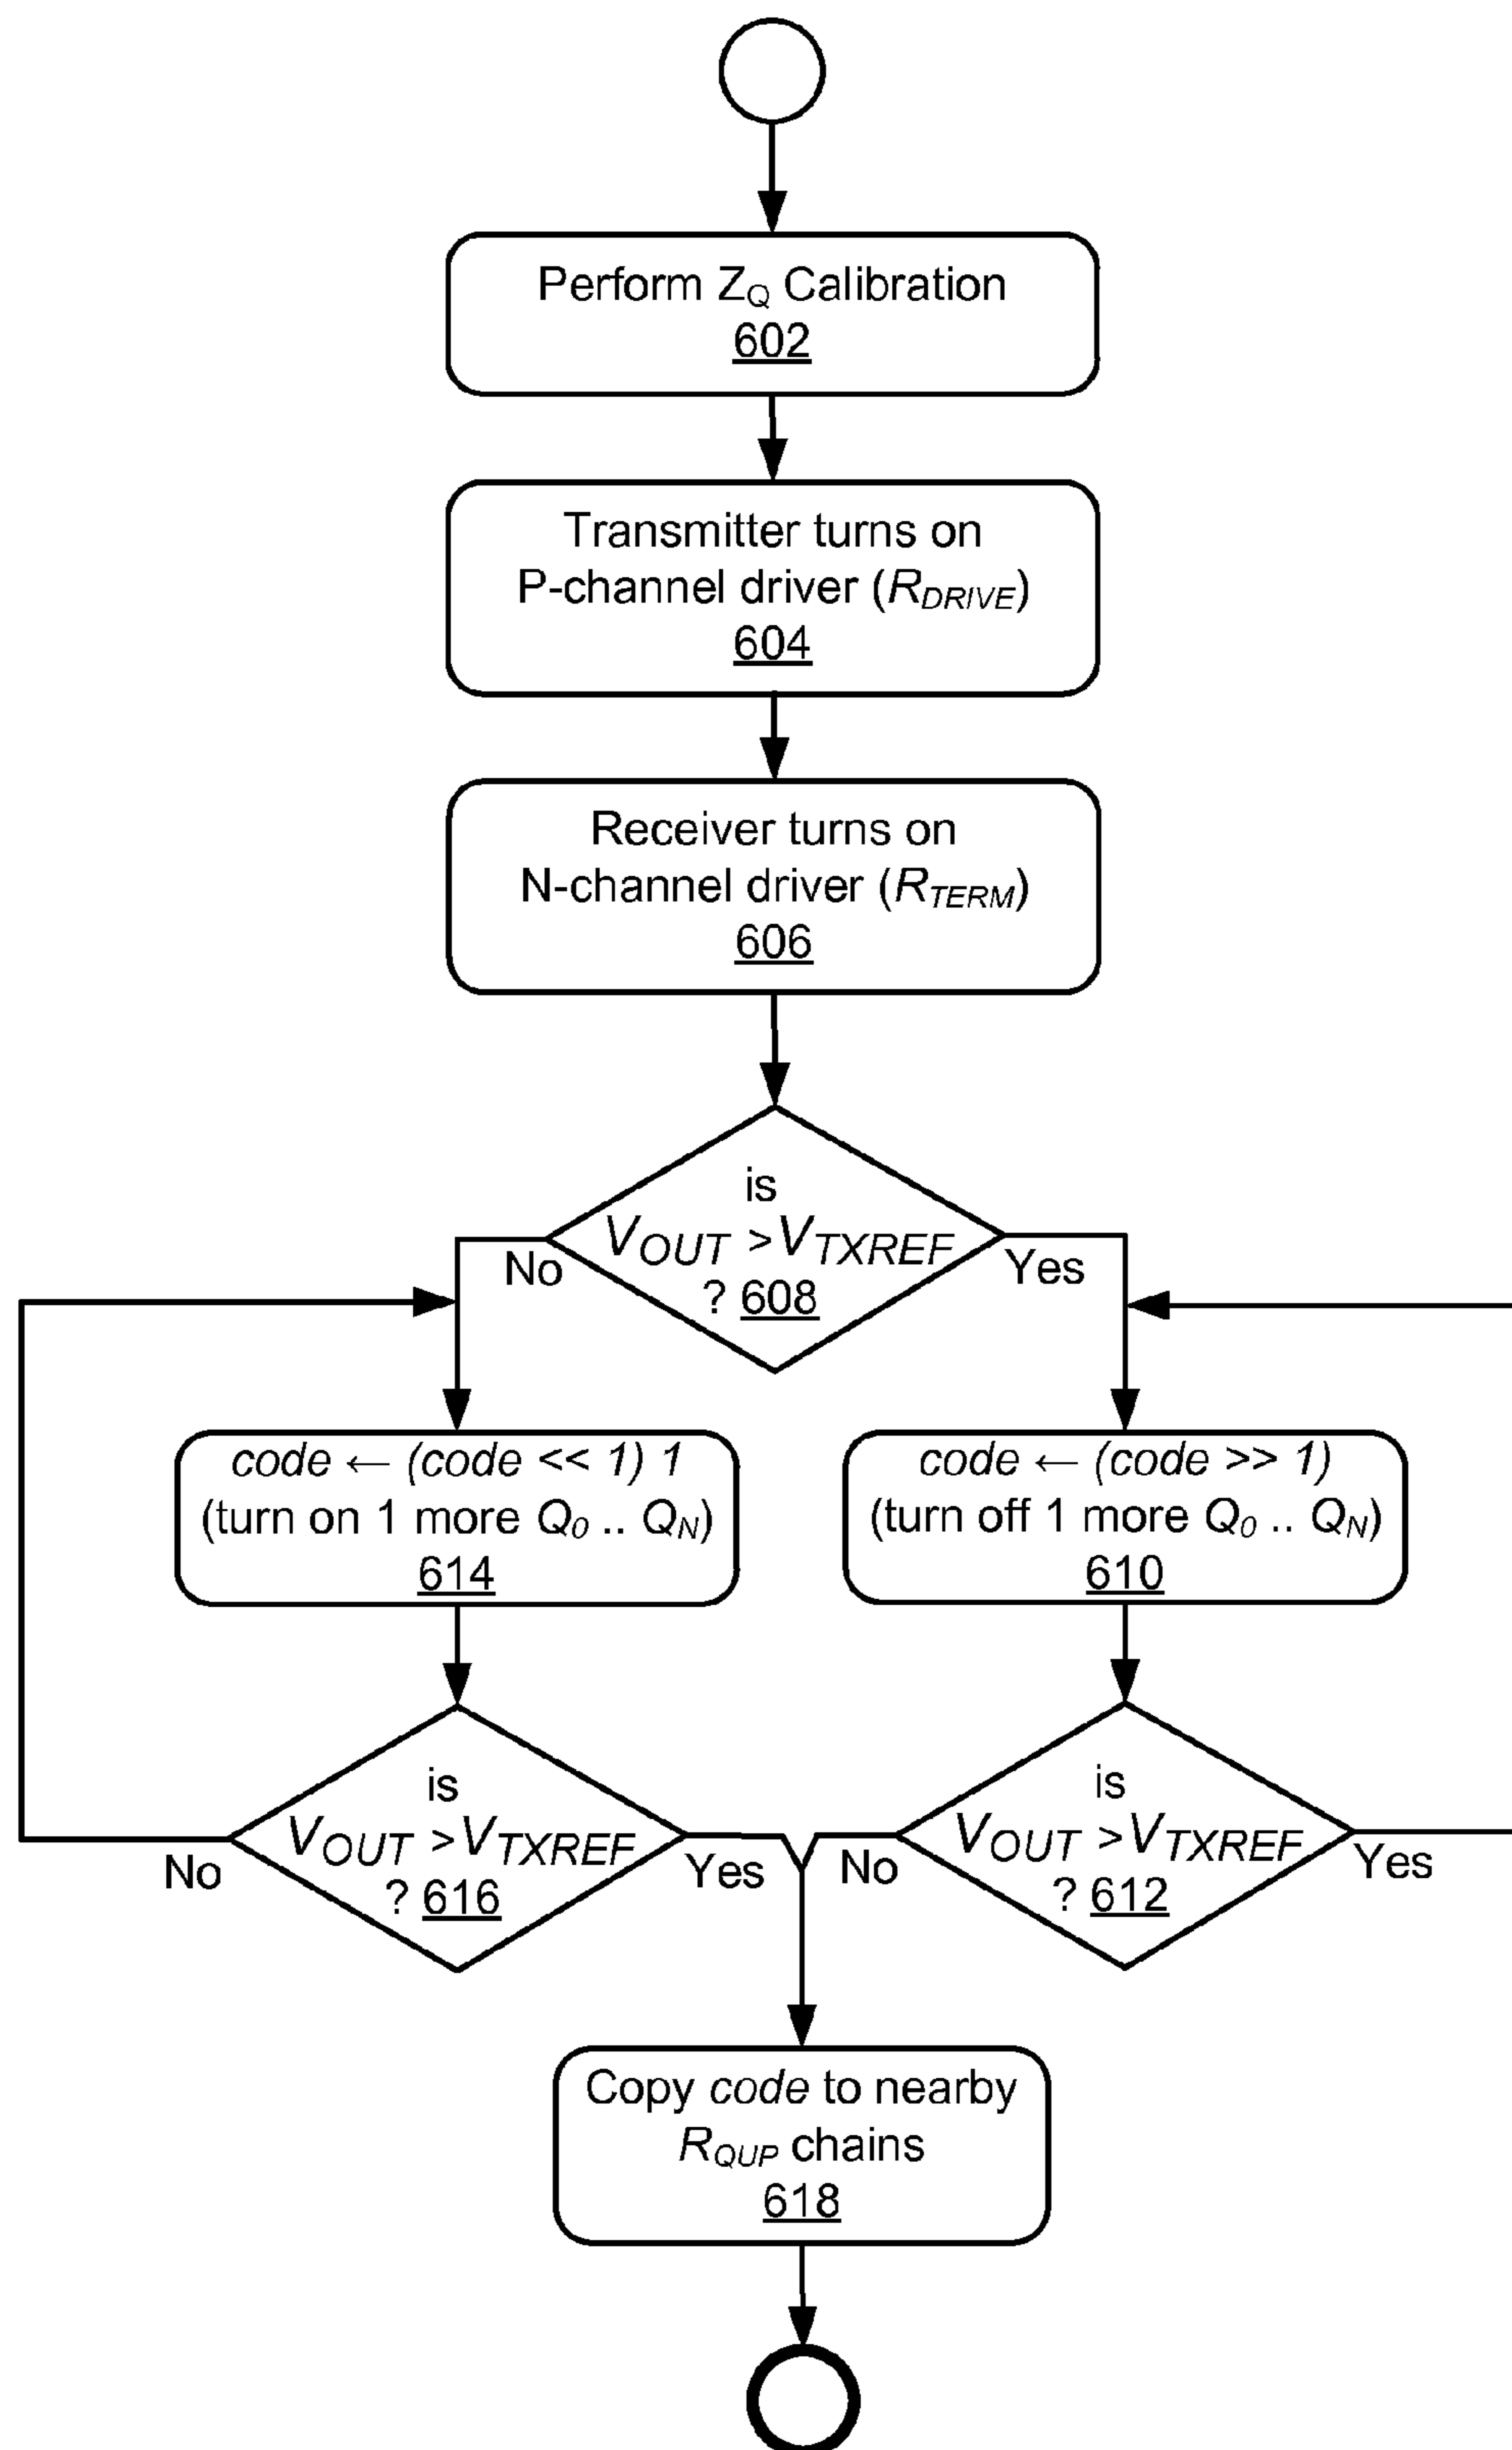 Perform ZQ Calibration
602
Transmitter turns on
P-channel driver (RDRIVE)
604
Receiver turns on
N-channel driver (RTERM)
606
is
VOUT >VTXREF
? 608
No
Yes
code ← (code << 1) 1
(turn on 1 more Q0 .. QN)
614
code ← (code >> 1)
(turn off 1 more Q0 .. QN)
610
is
VOUT >VTXREF
? 616
No
Yes
is
VOUT >VTXREF
? 612
No
Yes
Copy code to nearby
RQUP chains
618